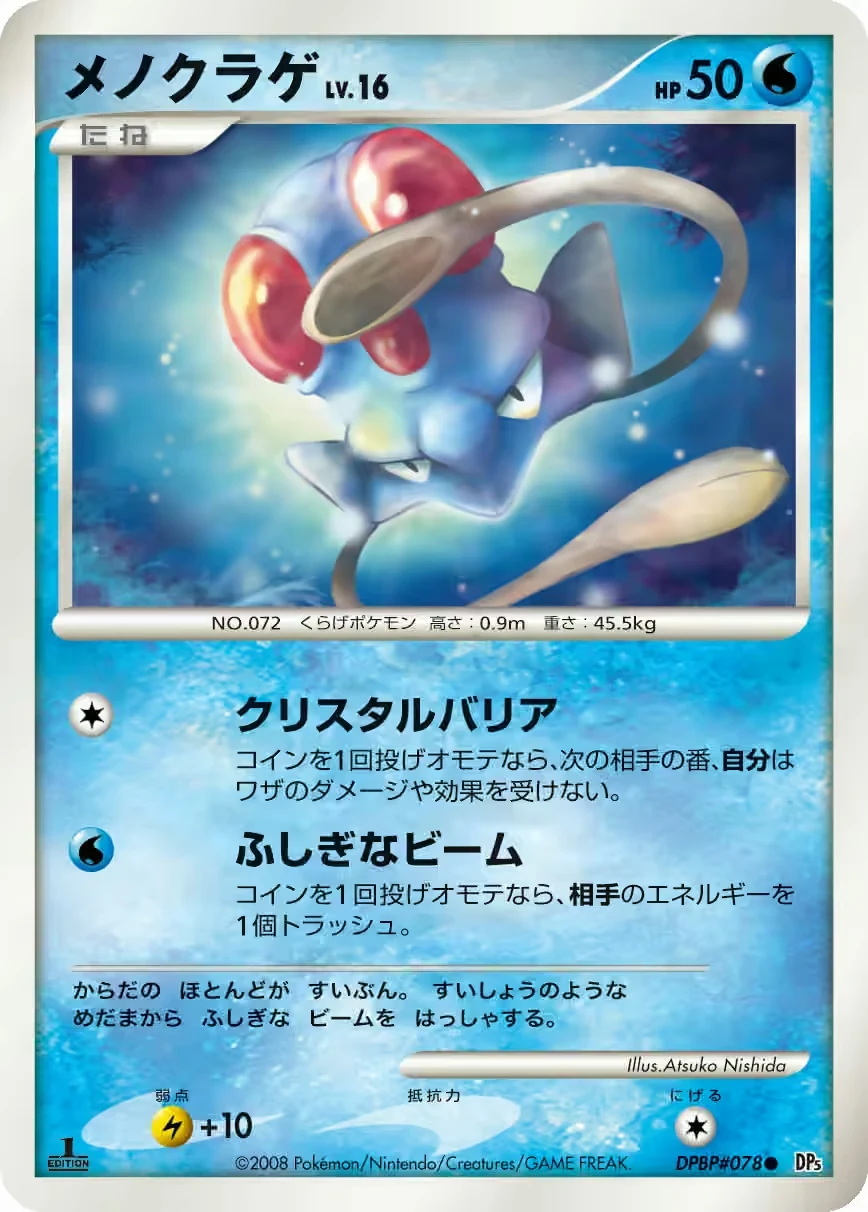 メノクラゲ LV.16 HP 50
たね
NO.072 くらげポケモン 高さ:0.9m 重さ:45.5kg
クリスタルバリア
コインを1回投げオモテなら、次の相手の番、自分は
ワザのダメージや効果を受けない。
ふしぎなビーム
コインを1回投げオモテなら、相手のエネルギーを
1個トラッシュ。
からだの ほとんどが すいぶん。 すいしょうのような
めだまから ふしぎな ビームを はっしゃする。
Illus.Atsuko Nishida
弱点 抵抗力 にげる
+10
1 EDITION ©2008 Pokémon/Nintendo/Creatures/GAME FREAK. DPBP#078 DP5